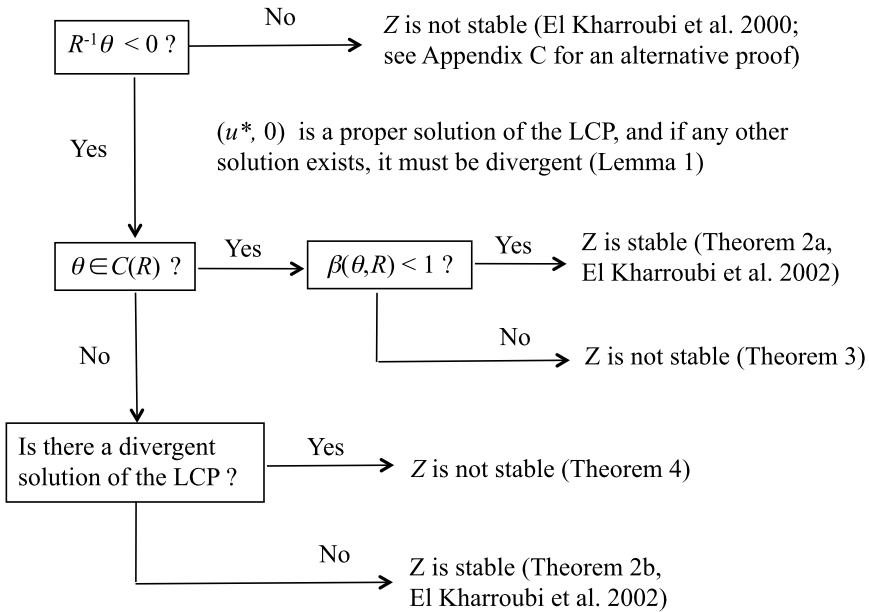 R⁻¹θ < 0 ?
No
Z is not stable (El Kharroubi et al. 2000;
see Appendix C for an alternative proof)
Yes
(u*, 0) is a proper solution of the LCP, and if any other
solution exists, it must be divergent (Lemma 1)
θ ∈ C(R) ?
Yes
β(θ,R) < 1 ?
Yes
Z is stable (Theorem 2a,
El Kharroubi et al. 2002)
No
Z is not stable (Theorem 3)
No
Is there a divergent
solution of the LCP ?
Yes
Z is not stable (Theorem 4)
No
Z is stable (Theorem 2b,
El Kharroubi et al. 2002)